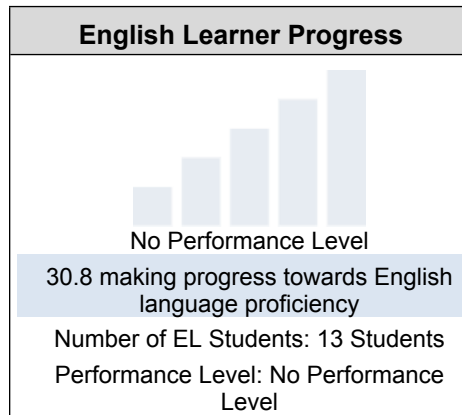 English Learner Progress
No Performance Level
30.8 making progress towards English
language proficiency
Number of EL Students: 13 Students
Performance Level: No Performance
Level